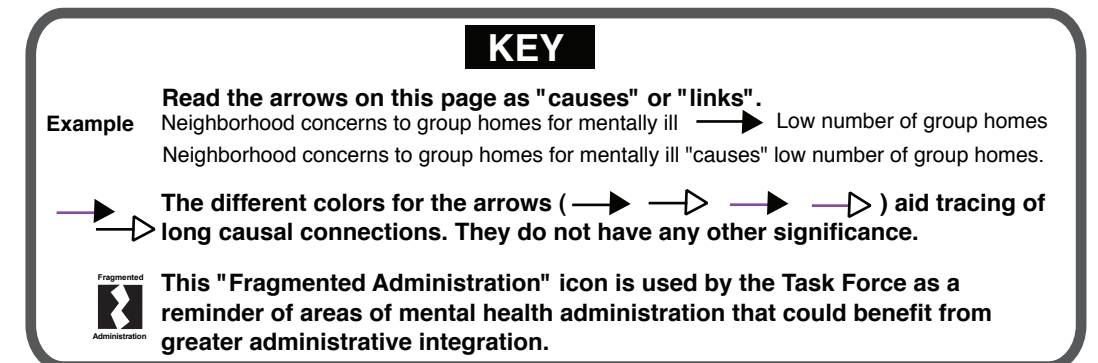 KEY
Read the arrows on this page as "causes" or "links".
Example Neighborhood concerns to group homes for mentally ill Low number of group homes
Neighborhood concerns to group homes for mentally ill "causes" low number of group homes.
The different colors for the arrows ( ) aid tracing of
long causal connections. They do not have any other significance.
Fragmented
Administration
This "Fragmented Administration" icon is used by the Task Force as a
reminder of areas of mental health administration that could benefit from
greater administrative integration.